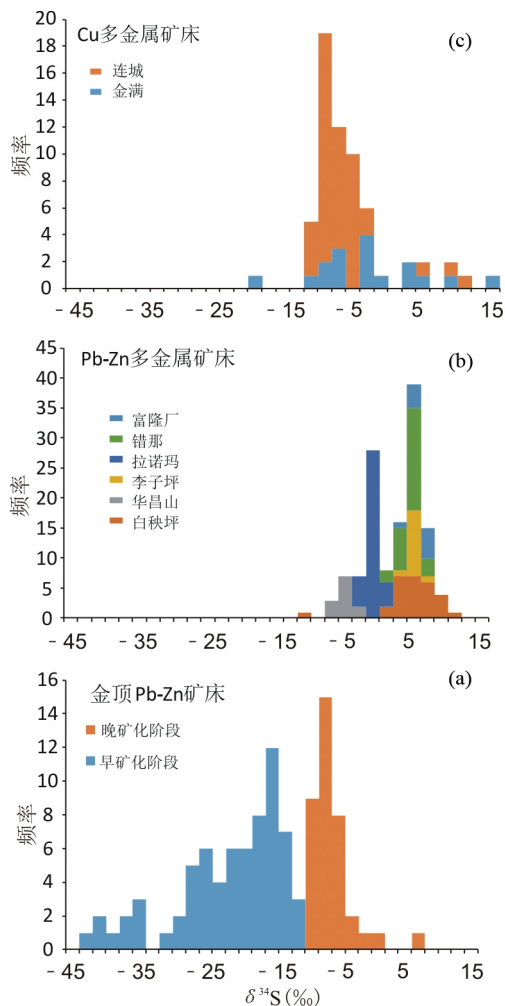 20
18
16
14
12
10
8
6
4
2
0
频率
Cu多金属矿床
(c)
连城
金满
-45 -35 -25 -15 -5 5 15
45
40
35
30
25
20
15
10
5
0
Pb-Zn多金属矿床
(b)
富隆厂
错那
拉诺玛
李子坪
华昌山
白秧坪
-45 -35 -25 -15 -5 5 15
16
14
12
10
8
6
4
2
0
频率
金顶Pb-Zn矿床
(a)
晚矿化阶段
早矿化阶段
-45 -35 -25 -15 -5 5 15
δ³⁴S(‰)